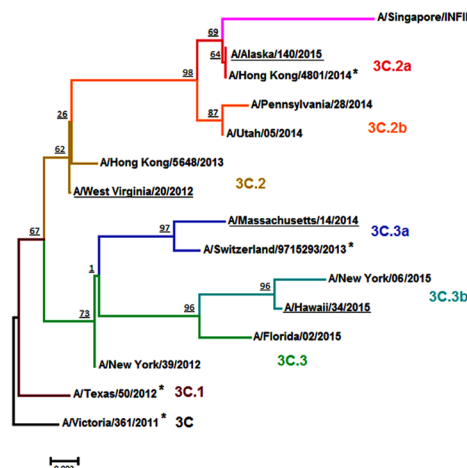 A/Singapore/INFI
69
64
A/Alaska/140/2015
A/Hong Kong/4801/2014*
3C.2a
98
A/Pennsylvania/28/2014
87
3C.2b
A/Utah/05/2014
26
62
A/Hong Kong/5648/2013
3C.2
A/West Virginia/20/2012
67
A/Massachusetts/14/2014
97
3C.3a
A/Switzerland/9715293/2013*
1
A/New York/06/2015
96
3C.3b
A/Hawaii/34/2015
96
73
A/Florida/02/2015
3C.3
A/New York/39/2012
A/Texas/50/2012* 3C.1
A/Victoria/361/2011* 3C